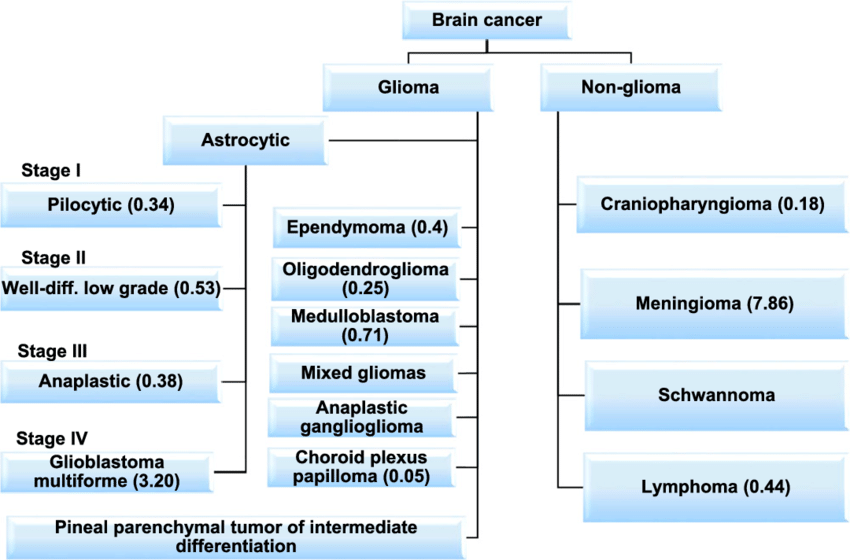 Brain cancer
Glioma
Non-glioma
Astrocytic
Stage I
Pilocytic (0.34)
Stage II
Well-diff. low grade (0.53)
Stage III
Anaplastic (0.38)
Stage IV
Glioblastoma
multiforme (3.20)
Ependymoma (0.4)
Oligodendroglioma
(0.25)
Medulloblastoma
(0.71)
Mixed gliomas
Anaplastic
ganglioglioma
Choroid plexus
papilloma (0.05)
Pineal parenchymal tumor of intermediate
differentiation
Craniopharyngioma (0.18)
Meningioma (7.86)
Schwannoma
Lymphoma (0.44)